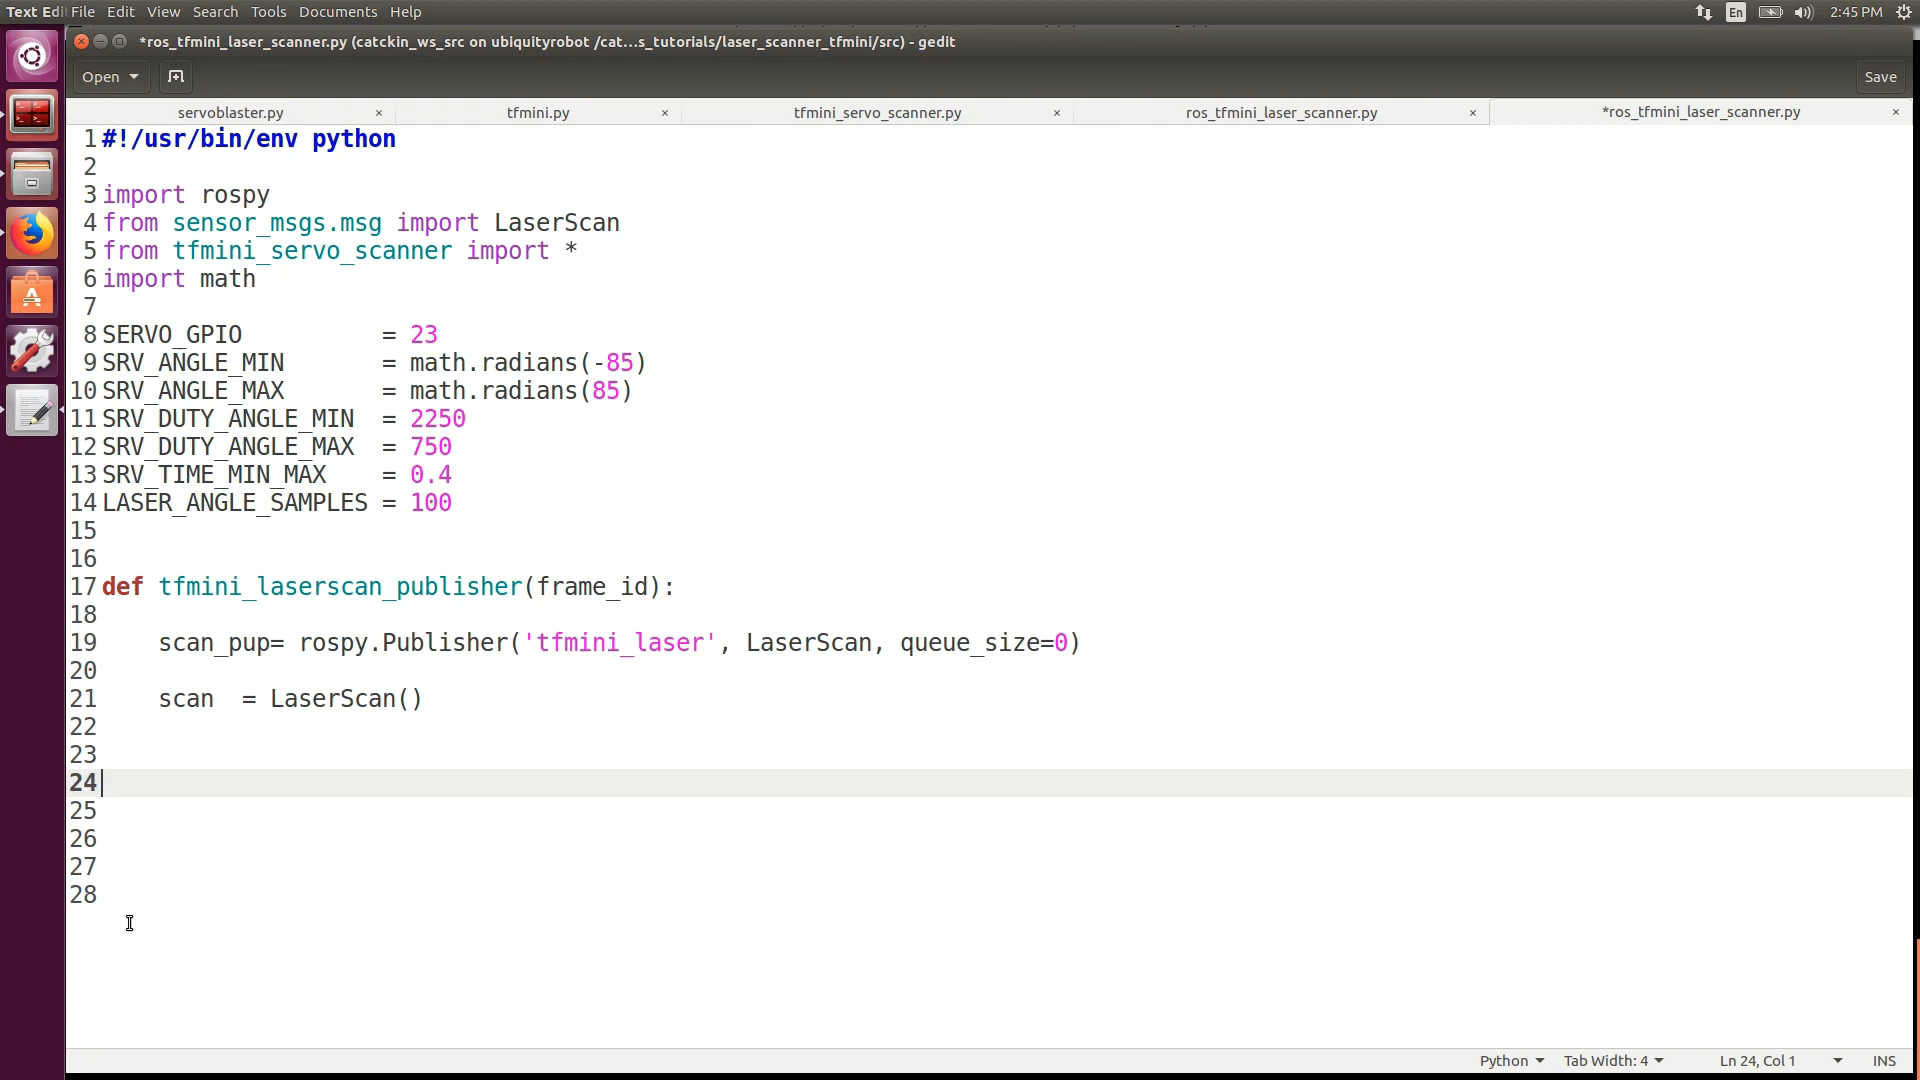 Text Edi File Edit View Search Tools Documents Help En 2:45 PM
*ros_tfmini_laser_scanner.py (catckin_ws_src on ubiquityrobot /cat...s_tutorials/laser_scanner_tfmini/src) - gedit
Open Save
servoblaster.py × tfmini.py × tfmini_servo_scanner.py × ros_tfmini_laser_scanner.py × *ros_tfmini_laser_scanner.py ×
1 #!/usr/bin/env python
2
3 import rospy
4 from sensor_msgs.msg import LaserScan
5 from tfmini_servo_scanner import *
6 import math
7
8 SERVO_GPIO          = 23
9 SRV_ANGLE_MIN       = math.radians(-85)
10 SRV_ANGLE_MAX       = math.radians(85)
11 SRV_DUTY_ANGLE_MIN  = 2250
12 SRV_DUTY_ANGLE_MAX  = 750
13 SRV_TIME_MIN_MAX    = 0.4
14 LASER_ANGLE_SAMPLES = 100
15
16
17 def tfmini_laserscan_publisher(frame_id):
18
19     scan_pup= rospy.Publisher('tfmini_laser', LaserScan, queue_size=0)
20
21     scan  = LaserScan()
22
23
24
25
26
27
28
Python Tab Width: 4 Ln 24, Col 1 INS